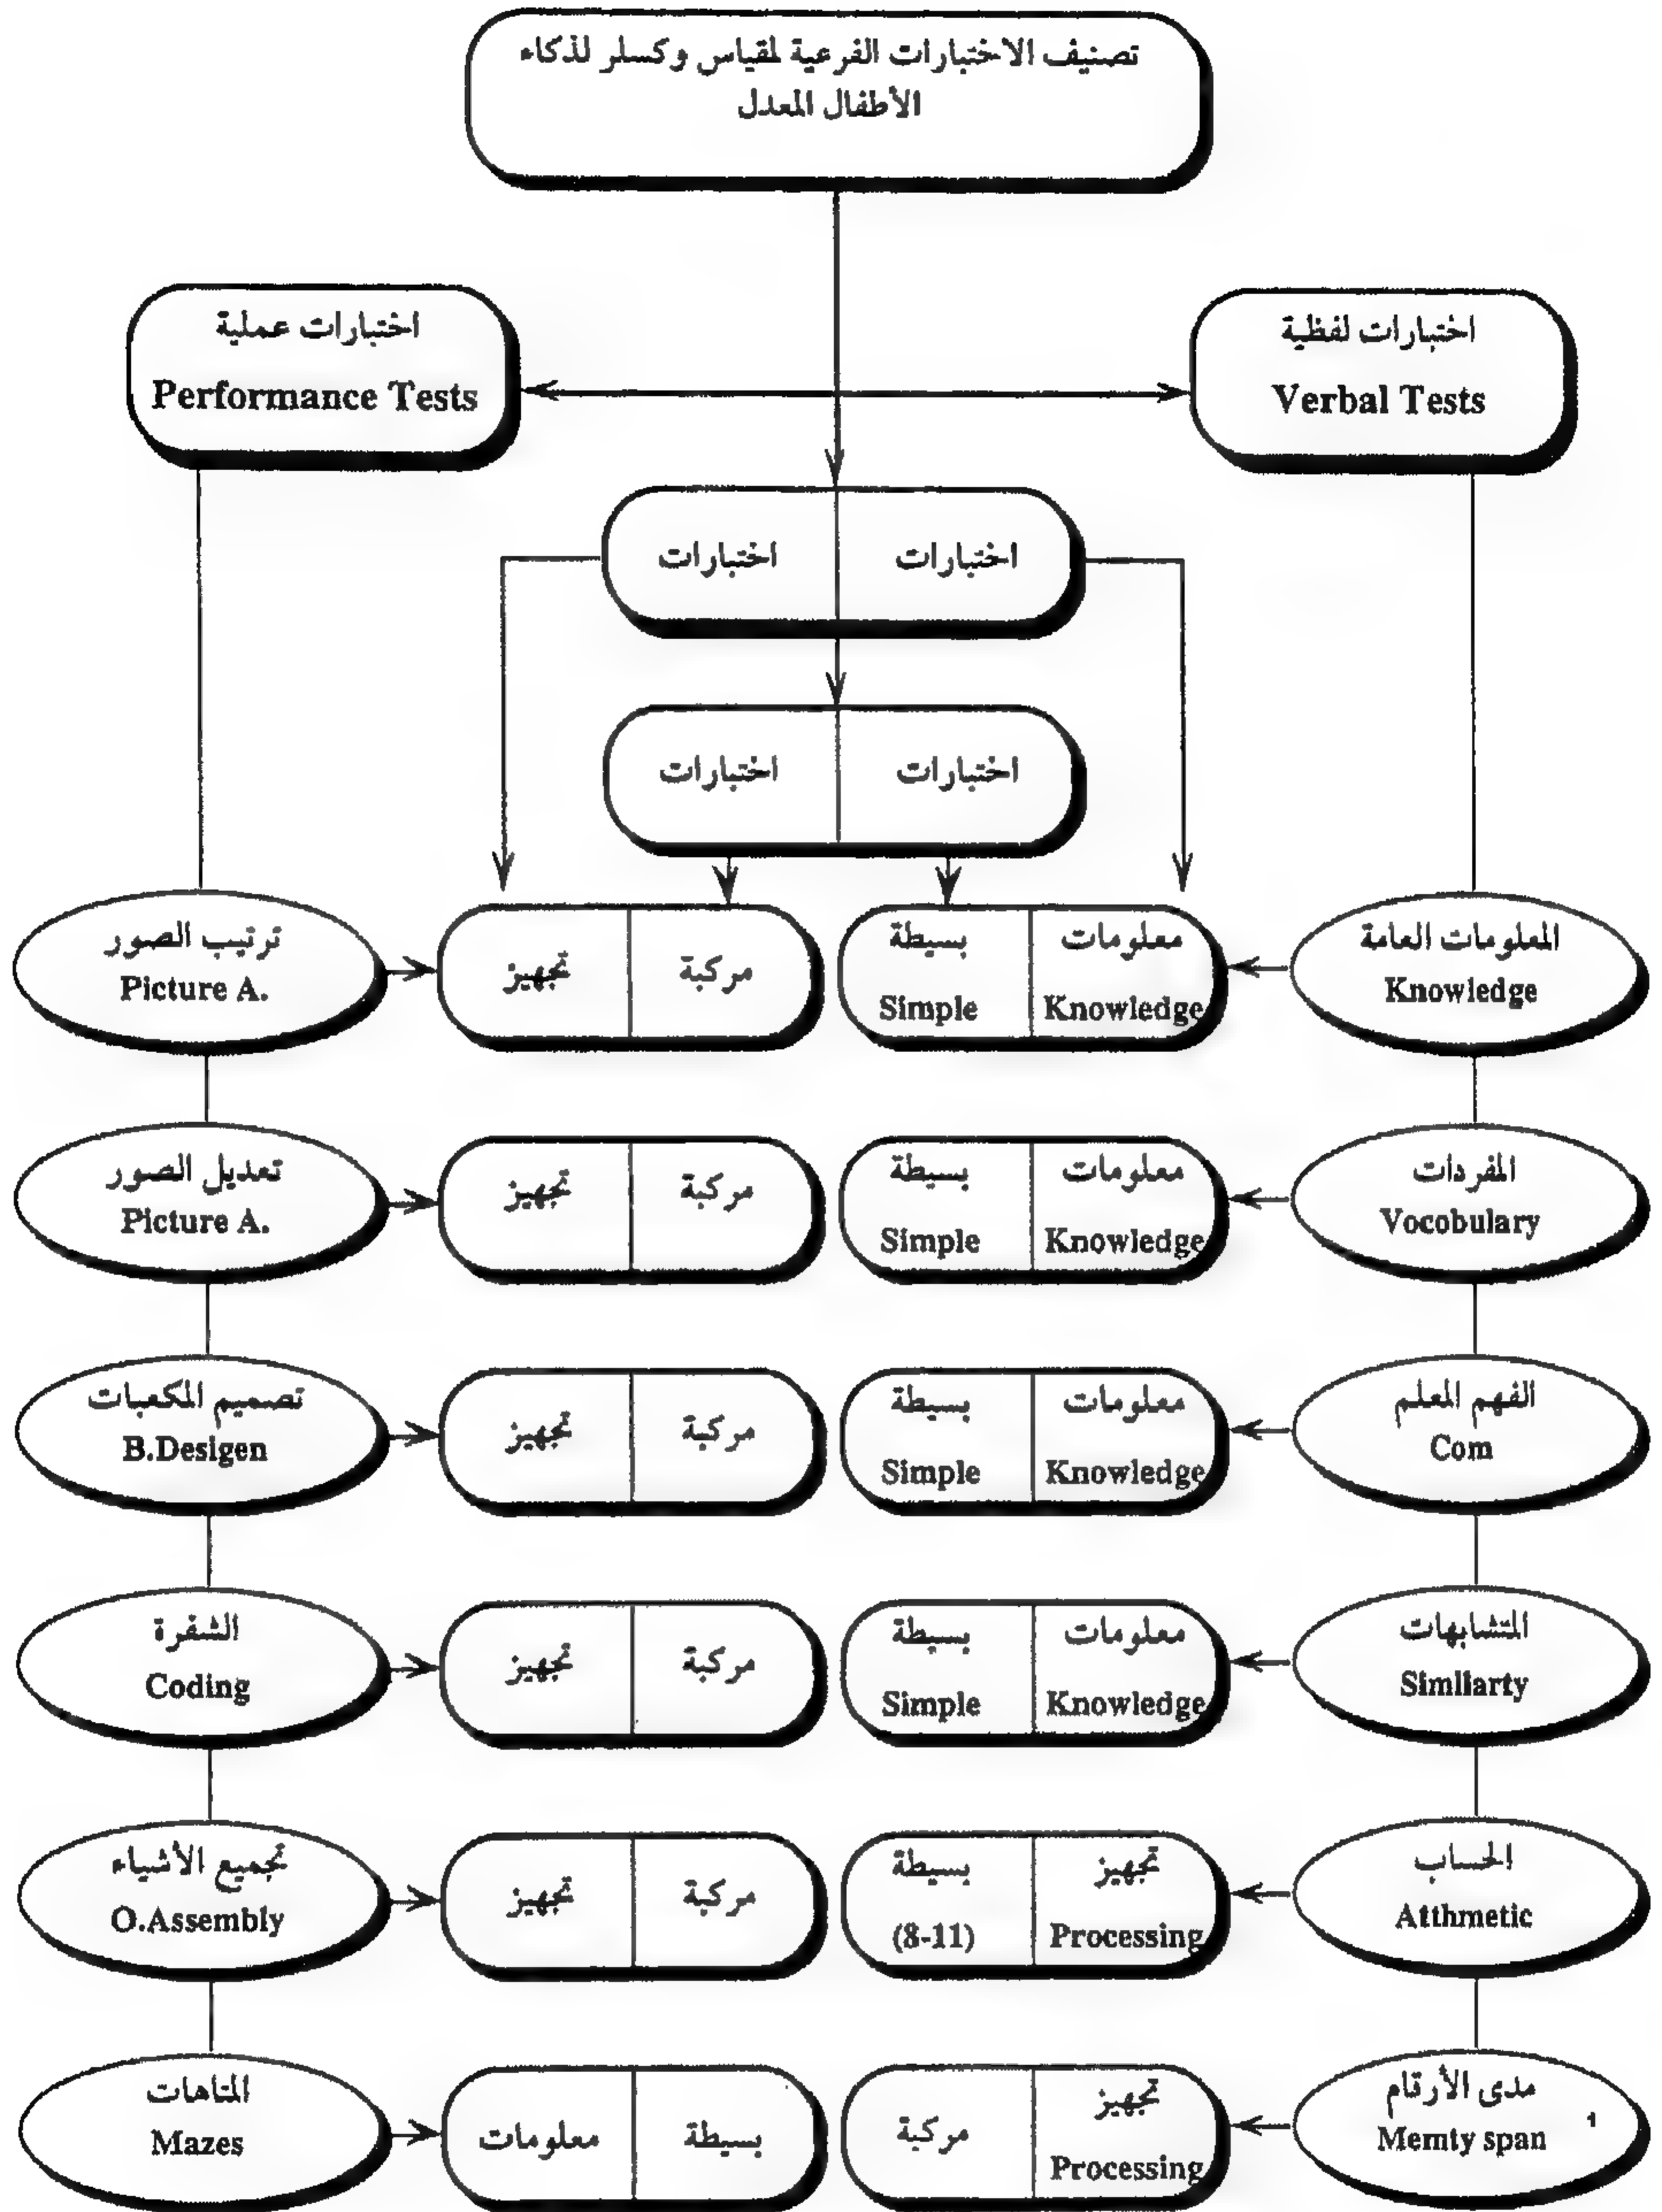 تصنيف الاختبارات الفرعية لمقياس وكسلر لذكاء
الأطفال المعدل
اختبارات لفظية
Verbal Tests
اختبارات عملية
Performance Tests
اختبارات
اختبارات
اختبارات
اختبارات
المعلومات العامة
Knowledge
معلومات
Knowledge
بسيطة
Simple
مركبة
تجهيز
ترتيب الصور
Picture A.
المفردات
Vocobulary
معلومات
Knowledge
بسيطة
Simple
مركبة
تجهيز
تعديل الصور
Picture A.
الفهم المعلم
Com
معلومات
Knowledge
بسيطة
Simple
مركبة
تجهيز
تصميم المكعبات
B.Desigen
المتشابهات
Simliarty
معلومات
Knowledge
بسيطة
Simple
مركبة
تجهيز
الشفرة
Coding
الحساب
Atthmetic
تجهيز
Processing
بسيطة
(8-11)
مركبة
تجهيز
تجميع الأشياء
O.Assembly
مدى الأرقام
Memty span
تجهيز
Processing
مركبة
بسيطة
معلومات
المتاهات
Mazes